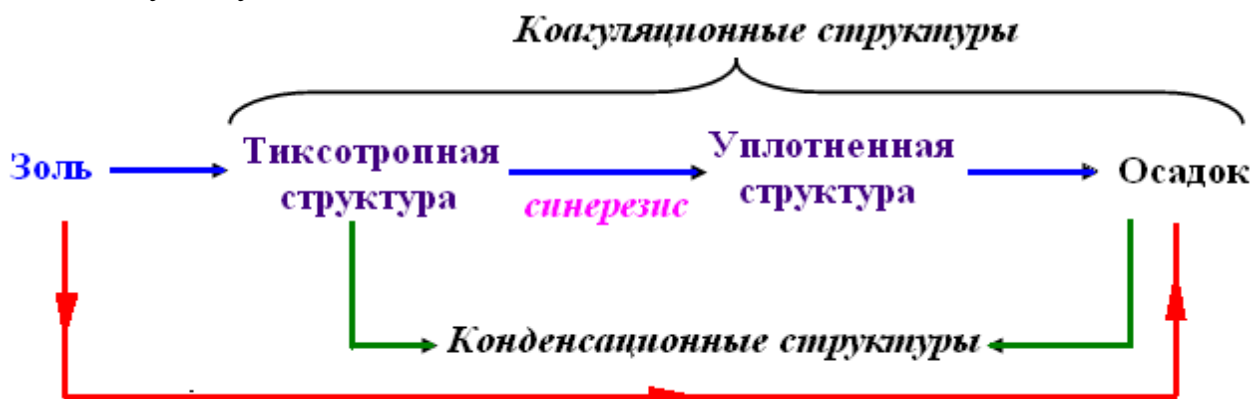 Коагуляционные структуры
Золь
Тиксотропная
структура
синерезис
Уплотненная
структура
Осадок
Конденсационные структуры